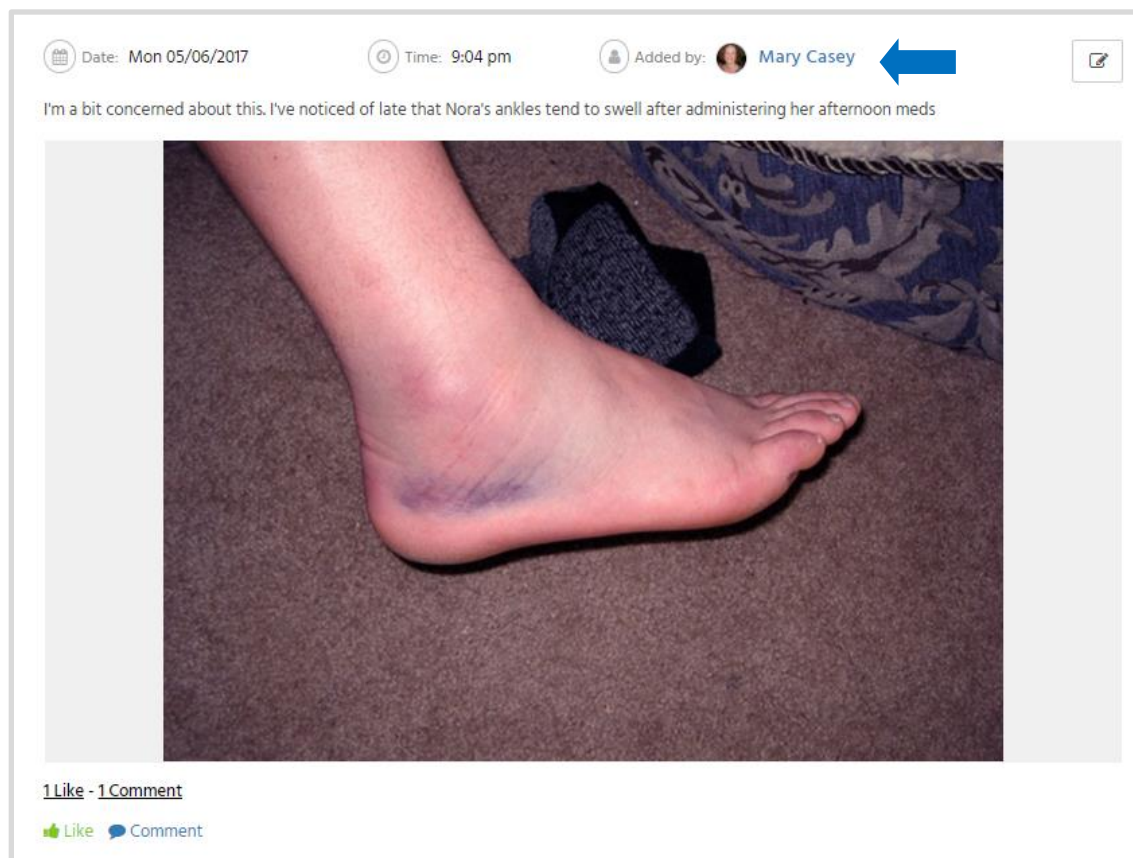 Date: Mon 05/06/2017 Time: 9:04 pm Added by: Mary Casey
I'm a bit concerned about this. I've noticed of late that Nora's ankles tend to swell after administering her afternoon meds
1 Like - 1 Comment
Like Comment